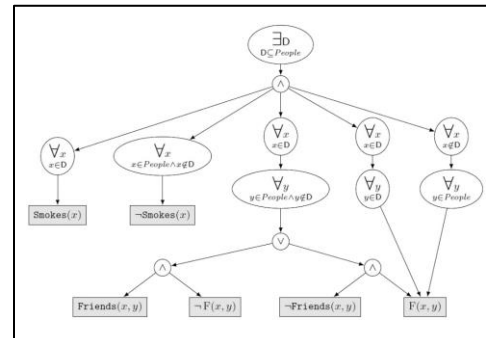 ∃D
D⊆People
∧
∀x
x∈D
∀x
x∈People∧x∉D
∀x
x∈D
∀x
x∈D
∀x
x∉D
Smokes(x)
¬Smokes(x)
∀y
y∈People∧y∉D
∀y
y∈D
∀y
y∈People
∨
∧
∧
Friends(x, y)
¬ F(x, y)
¬Friends(x, y)
F(x, y)